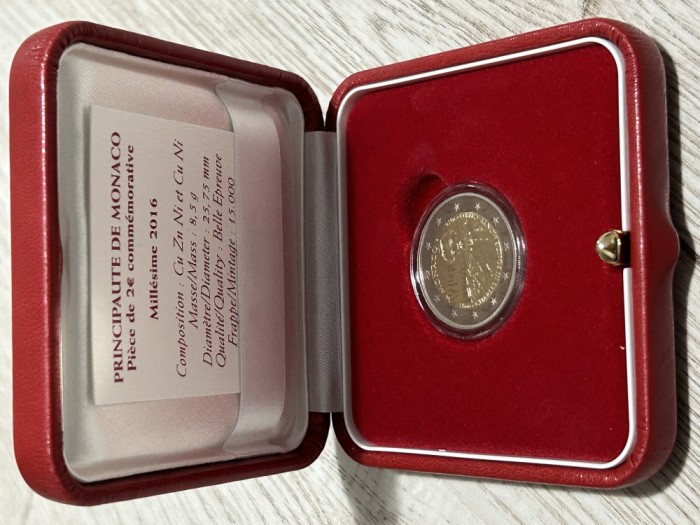 PRINCIPAUTE DE MONACO
Pièce de 2€ commémorative
Millésime 2016
Composition : Cu Zn Ni et Cu Ni
Masse/Mass : 8,5 g
Diamètre/Diameter : 25,75 mm
Qualité/Quality : Belle Epreuve
Frappe/Mintage : 15.000